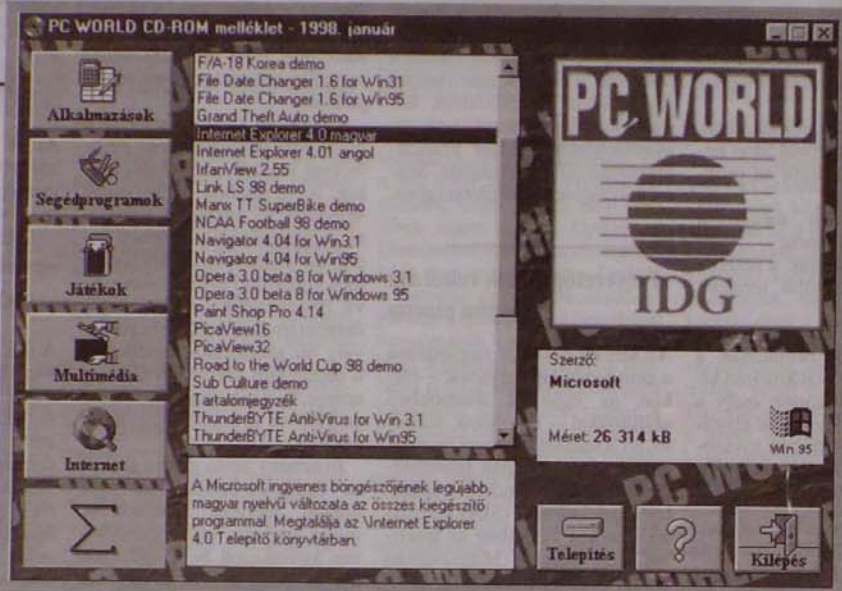 PC WORLD CD-ROM melléklet - 1998. január
Alkalmazások
Segédprogramok
Játékok
Multimédia
Internet
Σ
F/A-18 Korea demo
File Date Changer 1.6 for Win31
File Date Changer 1.6 for Win95
Grand Theft Auto demo
Internet Explorer 4.0 magyar
Internet Explorer 4.01 angol
IrfanView 2.55
Link LS 98 demo
Manx TT SuperBike demo
NCAA Football 98 demo
Navigator 4.04 for Win3.1
Navigator 4.04 for Win95
Opera 3.0 beta 8 for Windows 3.1
Opera 3.0 beta 8 for Windows 95
Paint Shop Pro 4.14
PicaView16
PicaView32
Road to the World Cup 98 demo
Sub Culture demo
Tartalomjegyzék
ThunderBYTE Anti-Virus for Win 3.1
ThunderBYTE Anti-Virus for Win95
A Microsoft ingyenes böngészőjének legújabb,
magyar nyelvű változata az összes kiegészítő
programmal. Megtalálja az \Internet Explorer
4.0 Telepítő könyvtárban.
PC WORLD
IDG
Szerző:
Microsoft
Méret: 26 314 kB
Win 95
Telepítés
?
Kilépés